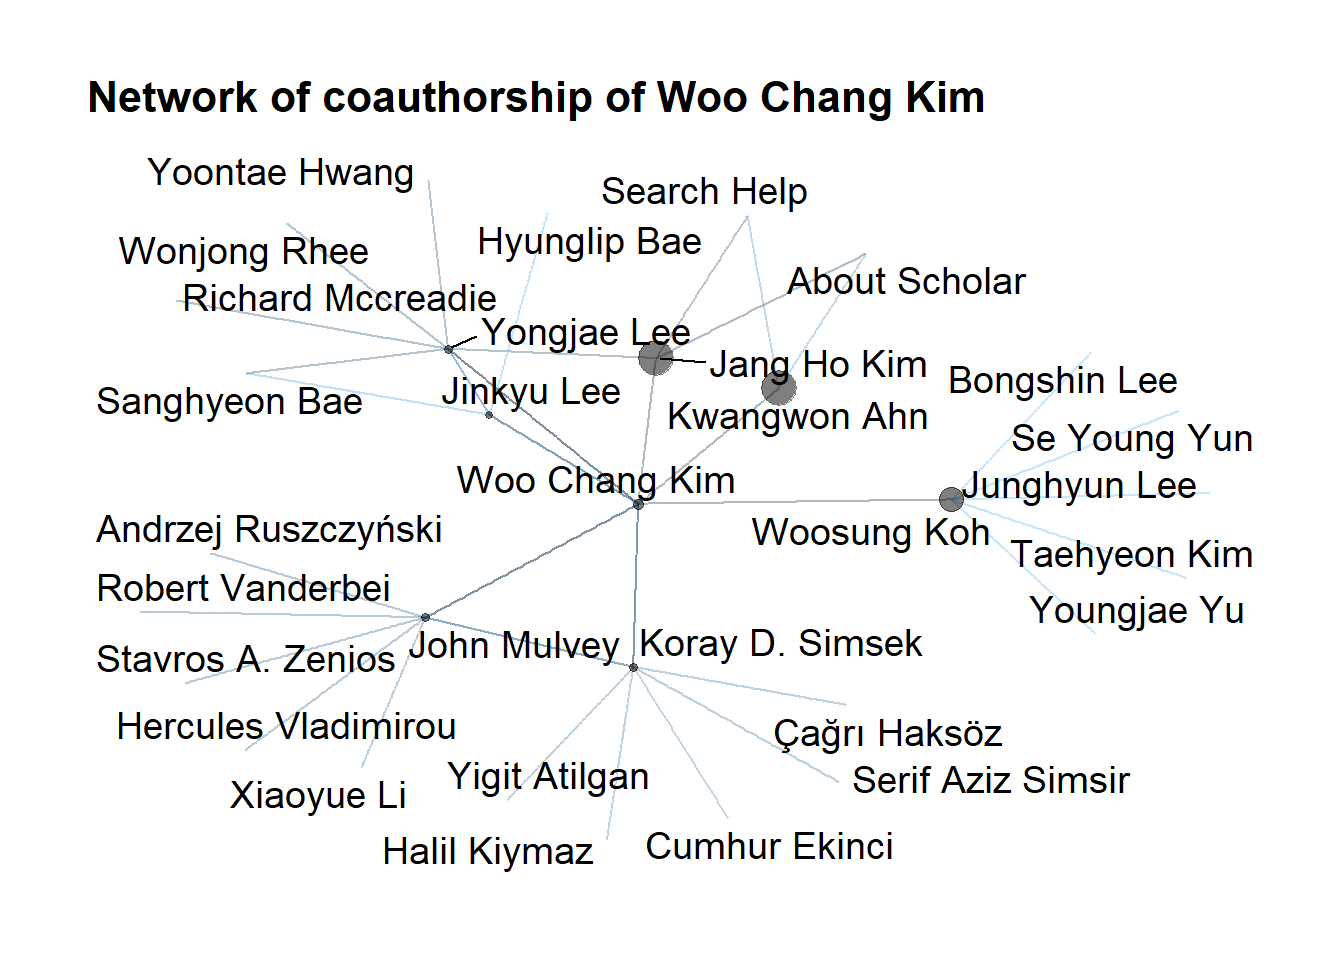 Network of coauthorship of Woo Chang Kim
Yoontae Hwang
Search Help
Hyunglip Bae
Wonjong Rhee
About Scholar
Richard Mccreadie
Yongjae Lee
Jang Ho Kim
Bongshin Lee
Jinkyu Lee
Sanghyeon Bae
Kwangwon Ahn
Se Young Yun
Woo Chang Kim
Junghyun Lee
Andrzej Ruszczyński
Woosung Koh
Taehyeon Kim
Robert Vanderbei
Youngjae Yu
John Mulvey
Koray D. Simsek
Stavros A. Zenios
Hercules Vladimirou
Çağrı Haksöz
Yigit Atilgan
Serif Aziz Simsir
Xiaoyue Li
Halil Kiymaz
Cumhur Ekinci